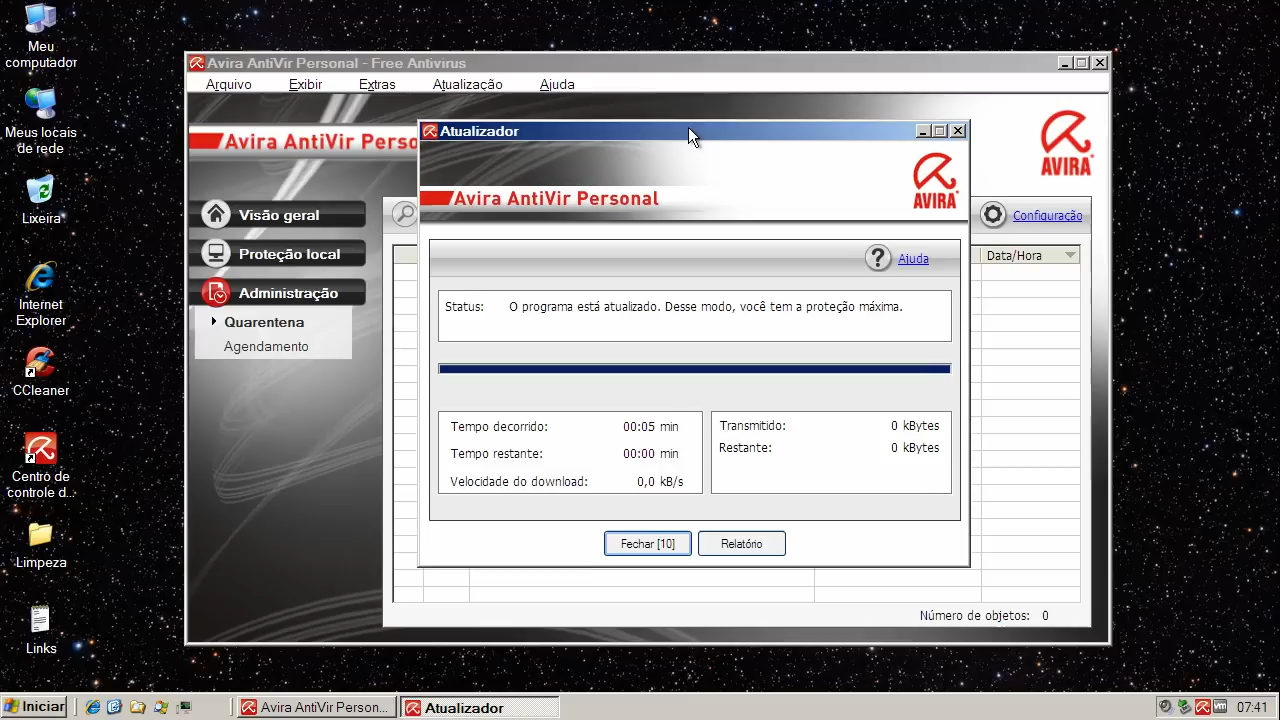 Meu
computador
Meus locais
de rede
Lixeira
Internet
Explorer
CCleaner
Centro de
controle d...
Limpeza
Links
Avira AntiVir Personal - Free Antivirus
Arquivo Exibir Extras Atualização Ajuda
Avira AntiVir Perso
AVIRA
Visão geral
Proteção local
Administração
Quarentena
Agendamento
Configuração
Data/Hora
Número de objetos: 0
Atualizador
Avira AntiVir Personal
AVIRA
? Ajuda
Status: O programa está atualizado. Desse modo, você tem a proteção máxima.
Tempo decorrido: 00:05 min
Tempo restante: 00:00 min
Velocidade do download: 0,0 kB/s
Transmitido: 0 kBytes
Restante: 0 kBytes
Fechar [10] Relatório
Iniciar Avira AntiVir Person... Atualizador vm 07:41